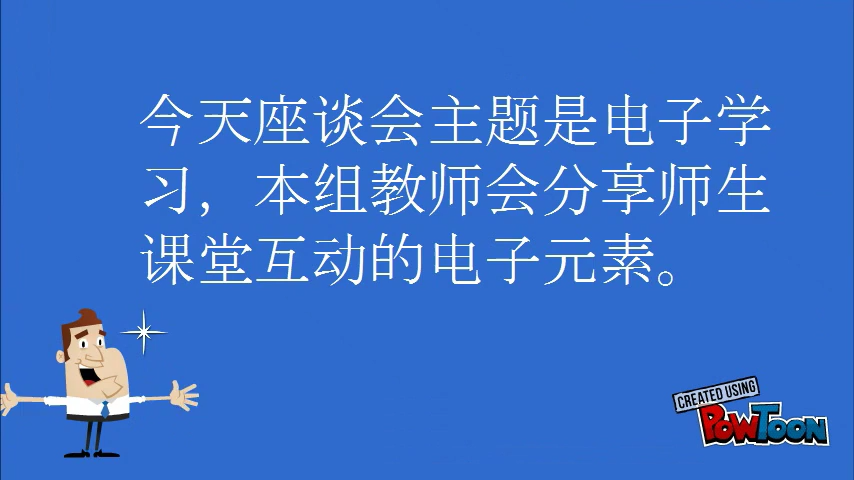 今天座谈会主题是电子学
习，本组教师会分享师生
课堂互动的电子元素。
CREATED USING
POWTOON